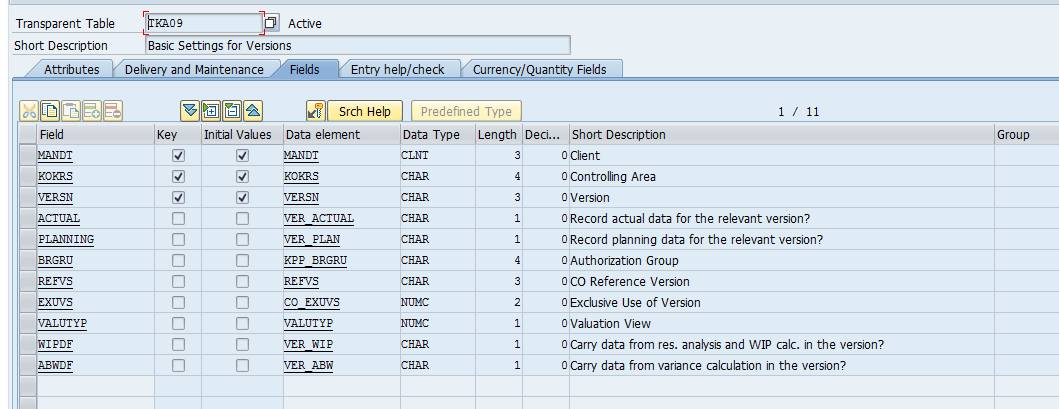 Transparent Table TKA09 Active
Short Description Basic Settings for Versions
Attributes Delivery and Maintenance Fields Entry help/check Currency/Quantity Fields
Srch Help Predefined Type 1 / 11
Field Key Initial Values Data element Data Type Length Deci... Short Description Group
MANDT MANDT CLNT 3 0 Client
KOKRS KOKRS CHAR 4 0 Controlling Area
VERSN VERSN CHAR 3 0 Version
ACTUAL VER_ACTUAL CHAR 1 0 Record actual data for the relevant version?
PLANNING VER_PLAN CHAR 1 0 Record planning data for the relevant version?
BRGRU KPP_BRGRU CHAR 4 0 Authorization Group
REFVS REFVS CHAR 3 0 CO Reference Version
EXUVS CO_EXUVS NUMC 2 0 Exclusive Use of Version
VALUTYP VALUTYP NUMC 1 0 Valuation View
WIPDF VER_WIP CHAR 1 0 Carry data from res. analysis and WIP calc. in the version?
ABWDF VER_ABW CHAR 1 0 Carry data from variance calculation in the version?